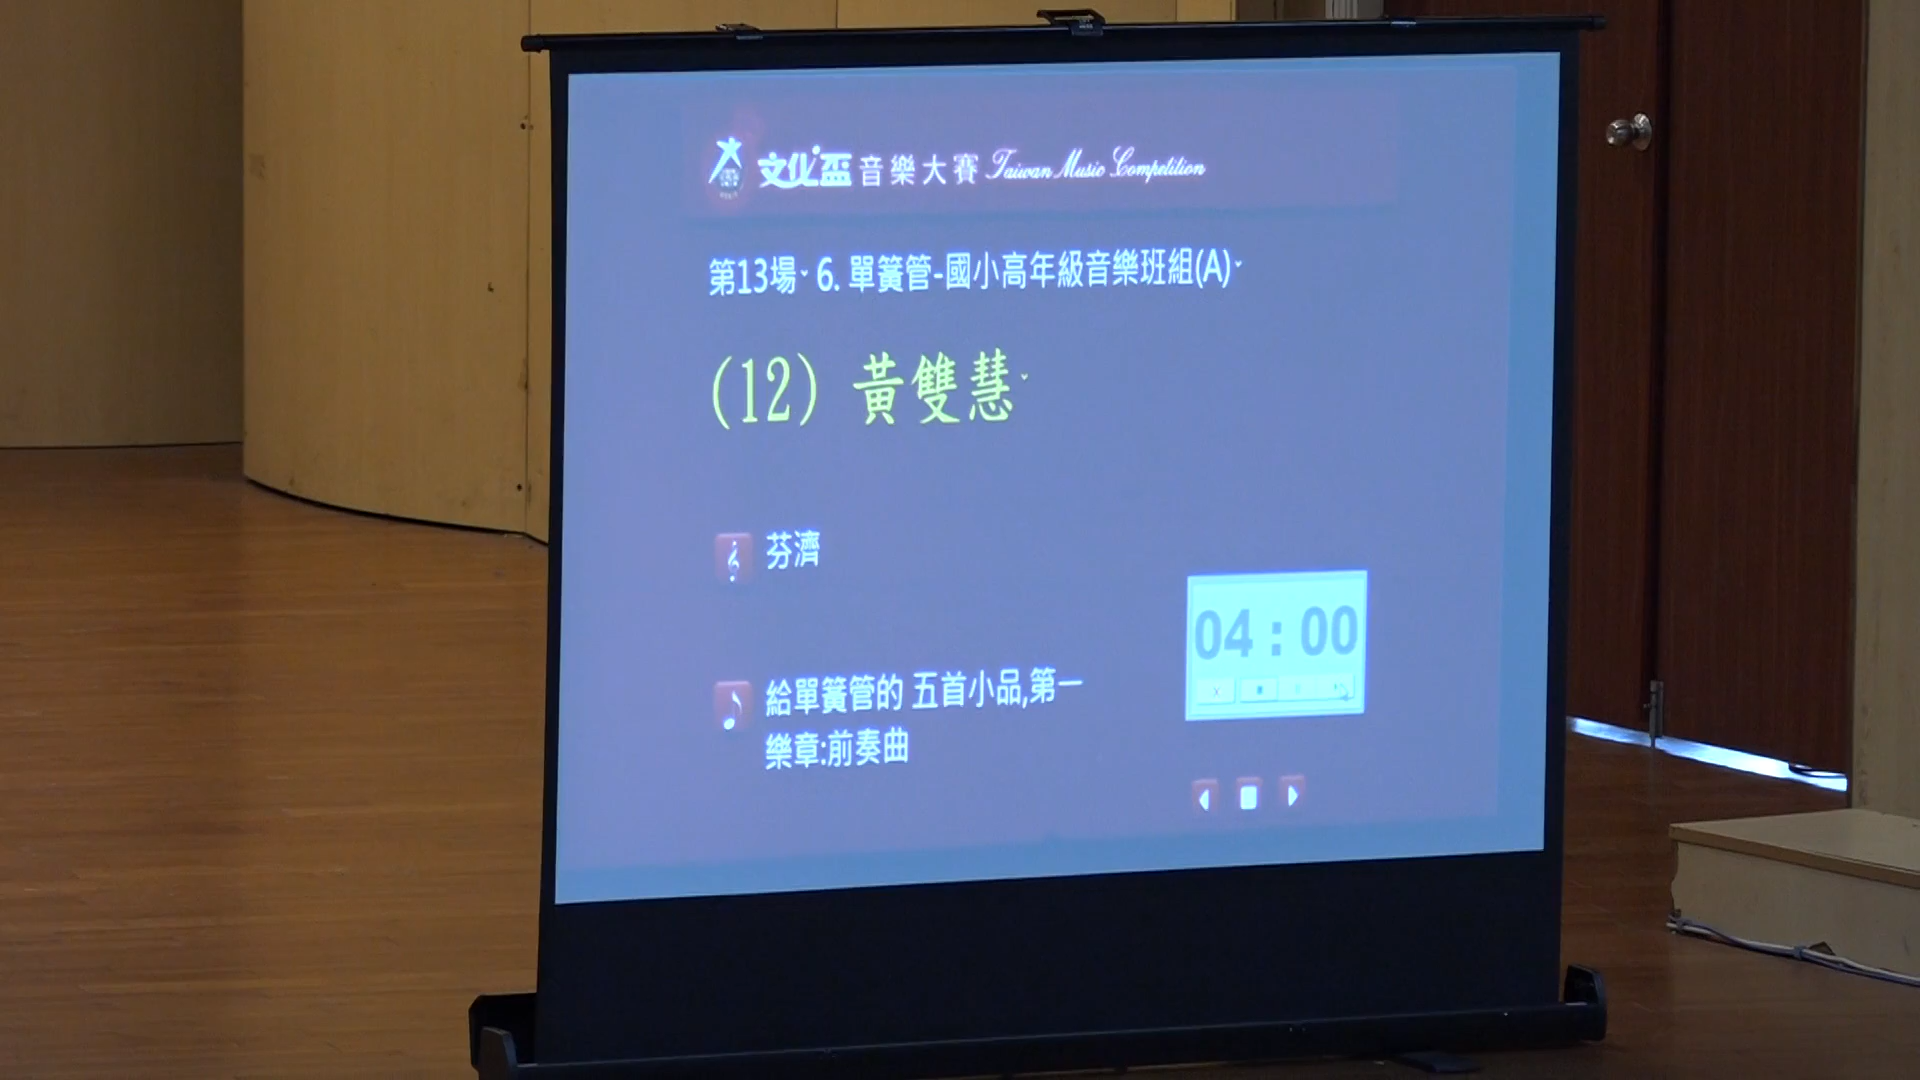 文化盃音樂大賽 Taiwan Music Competition
第13場ˇ 6. 單簧管-國小高年級音樂班組(A)ˇ
(12) 黃雙慧ˇ
芬濟
04:00
給單簧管的 五首小品,第一
樂章:前奏曲